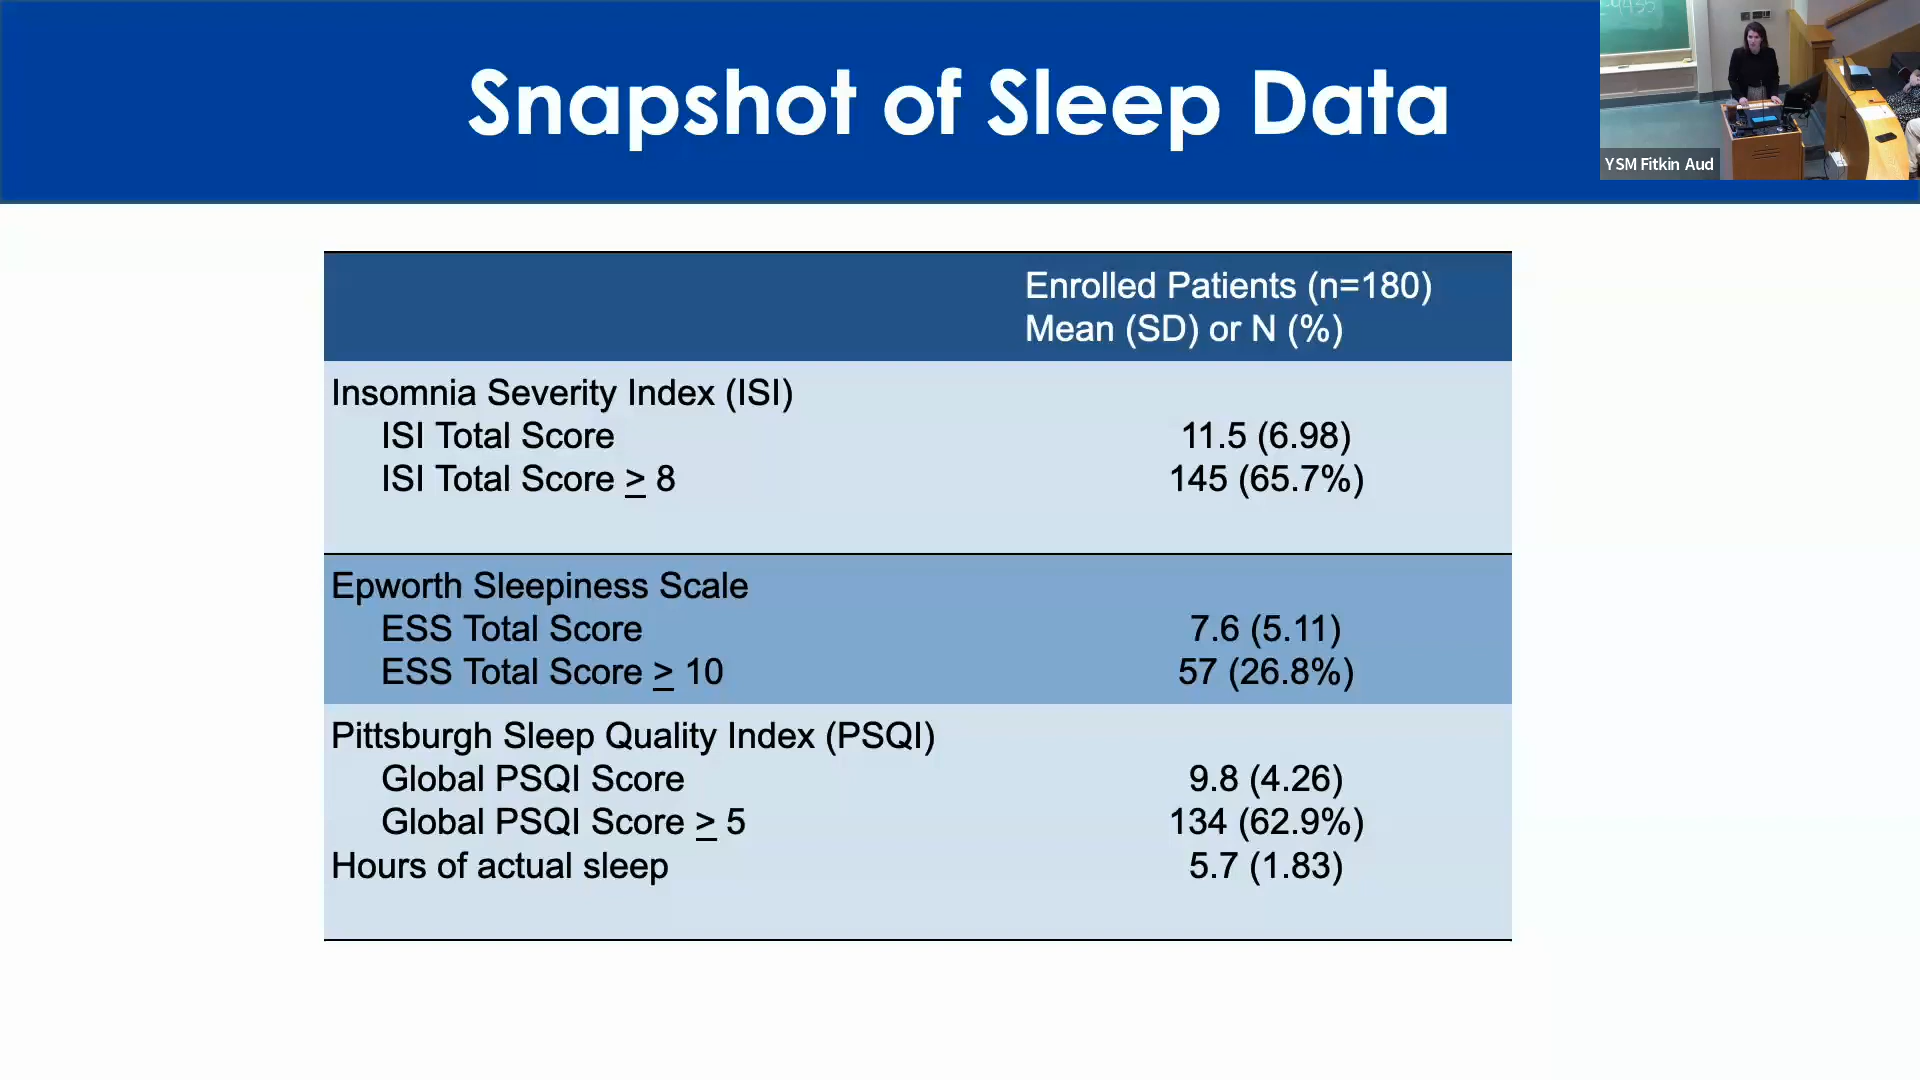 Snapshot of Sleep Data
YSM Fitkin Aud
Enrolled Patients (n=180)
Mean (SD) or N (%)
Insomnia Severity Index (ISI)
ISI Total Score 11.5 (6.98)
ISI Total Score ≥ 8 145 (65.7%)
Epworth Sleepiness Scale
ESS Total Score 7.6 (5.11)
ESS Total Score ≥ 10 57 (26.8%)
Pittsburgh Sleep Quality Index (PSQI)
Global PSQI Score 9.8 (4.26)
Global PSQI Score ≥ 5 134 (62.9%)
Hours of actual sleep 5.7 (1.83)